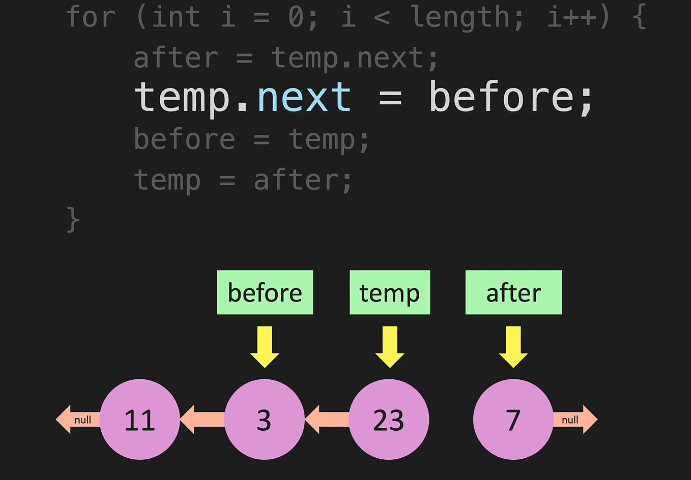 for (int i = 0; i < length; i++) {
after = temp.next;
temp.next = before;
before = temp;
temp = after;
}
before temp after
null 11 3 23 7 null